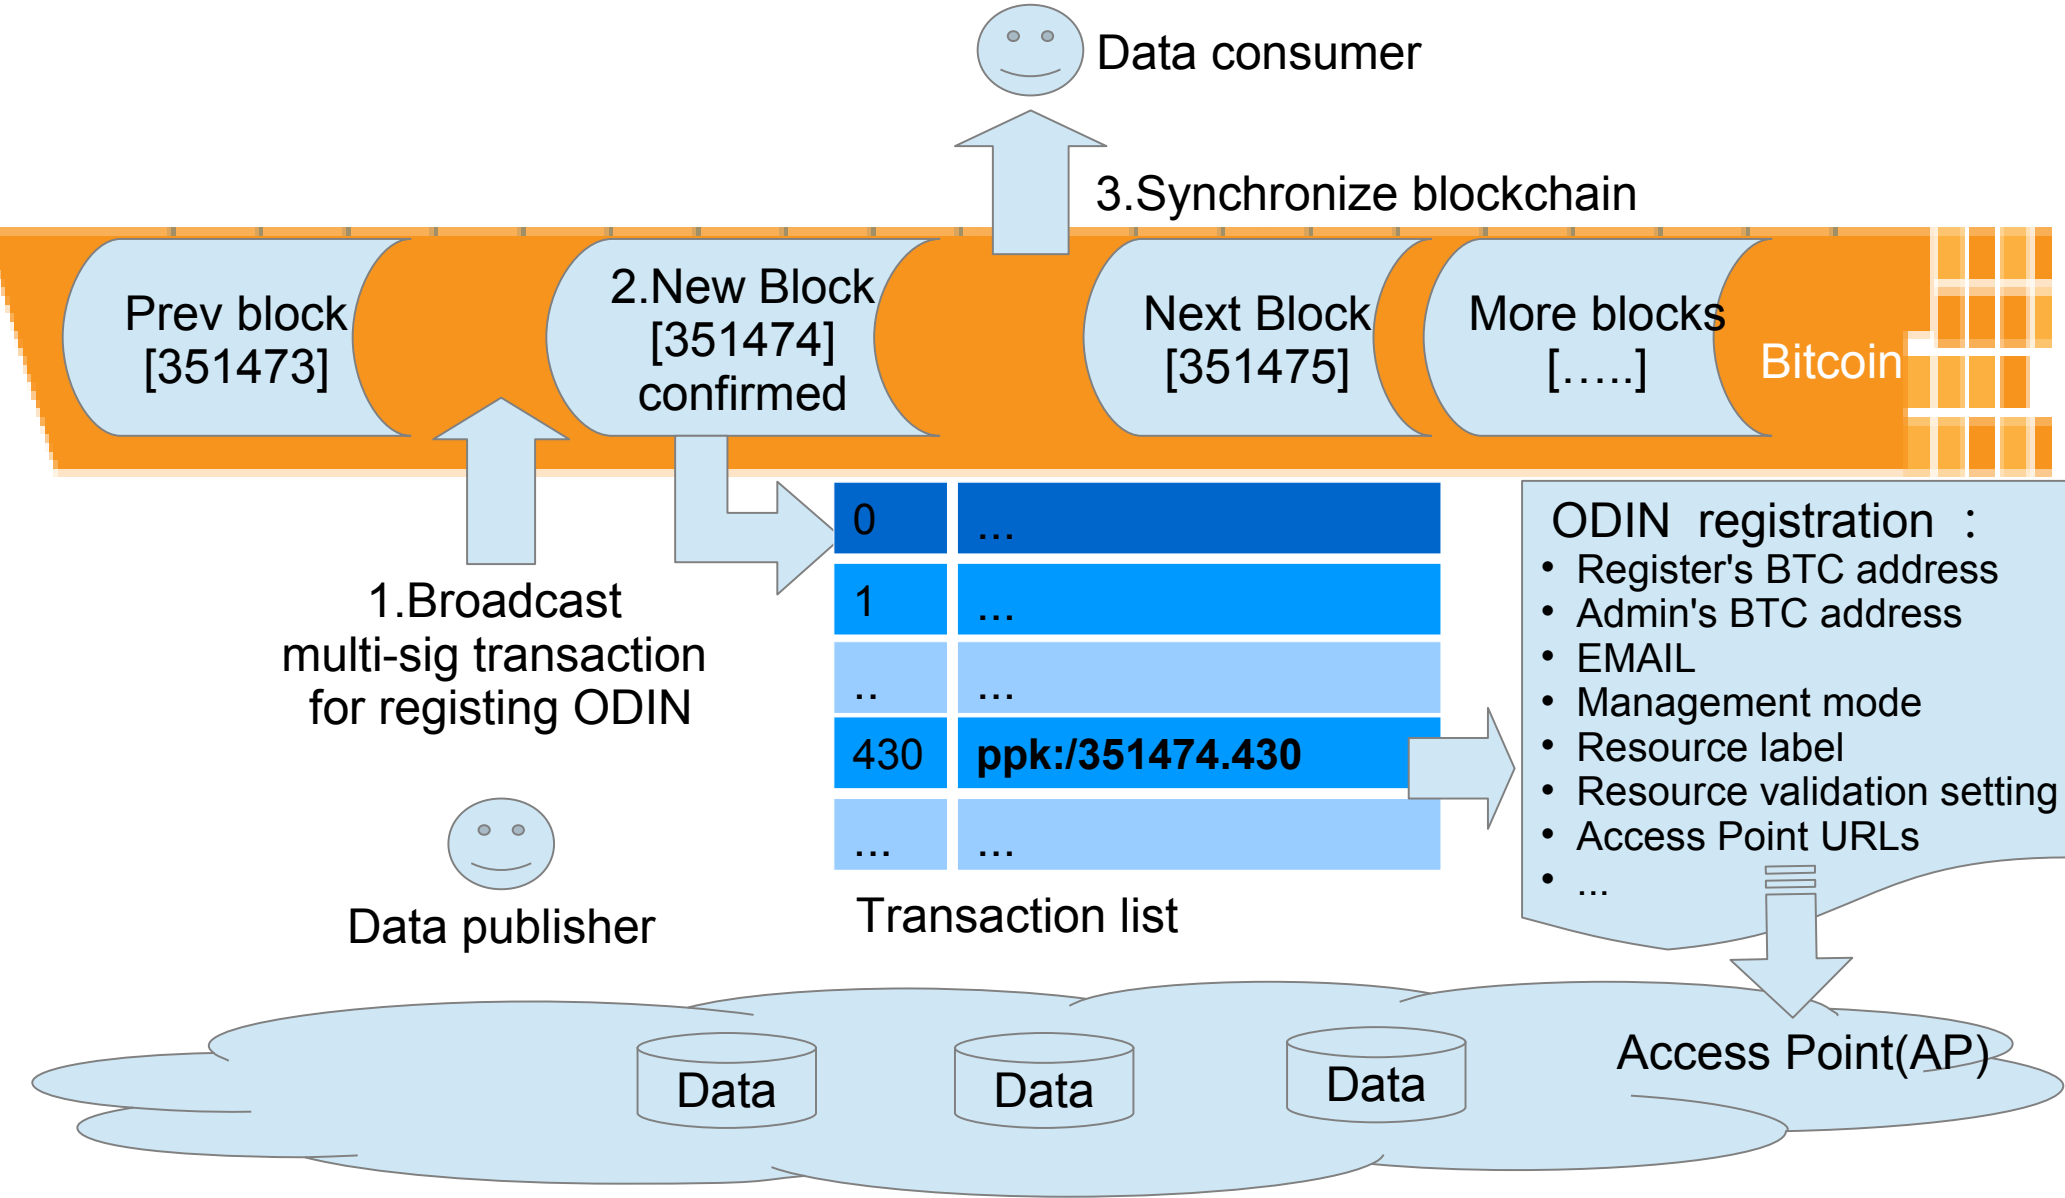 Data consumer
3.Synchronize blockchain
Prev block
[351473]
2.New Block
[351474]
confirmed
Next Block
[351475]
More blocks
[…..]
Bitcoin
1.Broadcast
multi-sig transaction
for registing ODIN
Data publisher
0 ...
1 ...
.. ...
430 ppk:/351474.430
... ...
Transaction list
ODIN registration :
• Register's BTC address
• Admin's BTC address
• EMAIL
• Management mode
• Resource label
• Resource validation setting
• Access Point URLs
• ...
Access Point(AP)
Data
Data
Data